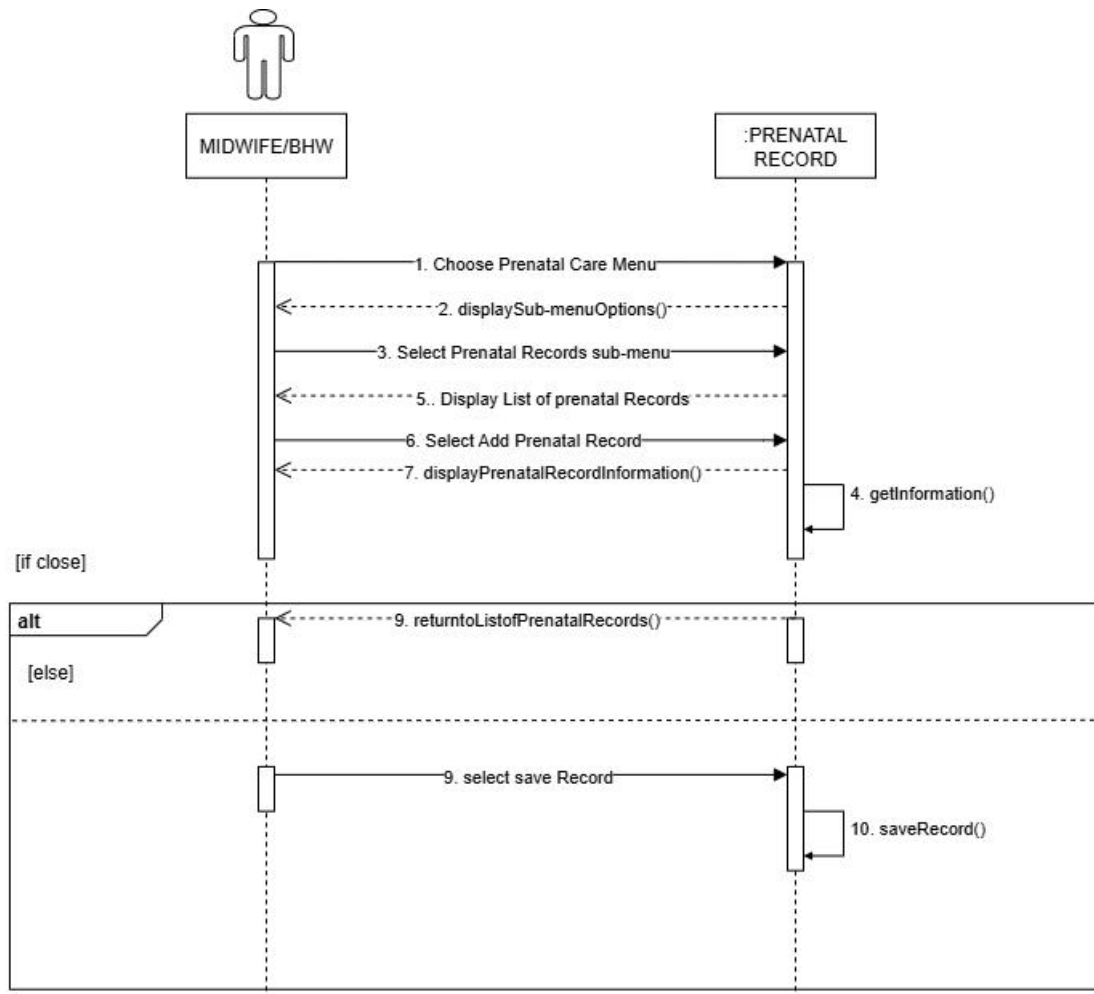 MIDWIFE/BHW
:PRENATAL
RECORD
1. Choose Prenatal Care Menu
2. displaySub-menuOptions()
3. Select Prenatal Records sub-menu
5.. Display List of prenatal Records
6. Select Add Prenatal Record
7. displayPrenatalRecordInformation()
4. getInformation()
[if close]
alt
9. returntoListofPrenatalRecords()
[else]
9. select save Record
10. saveRecord()